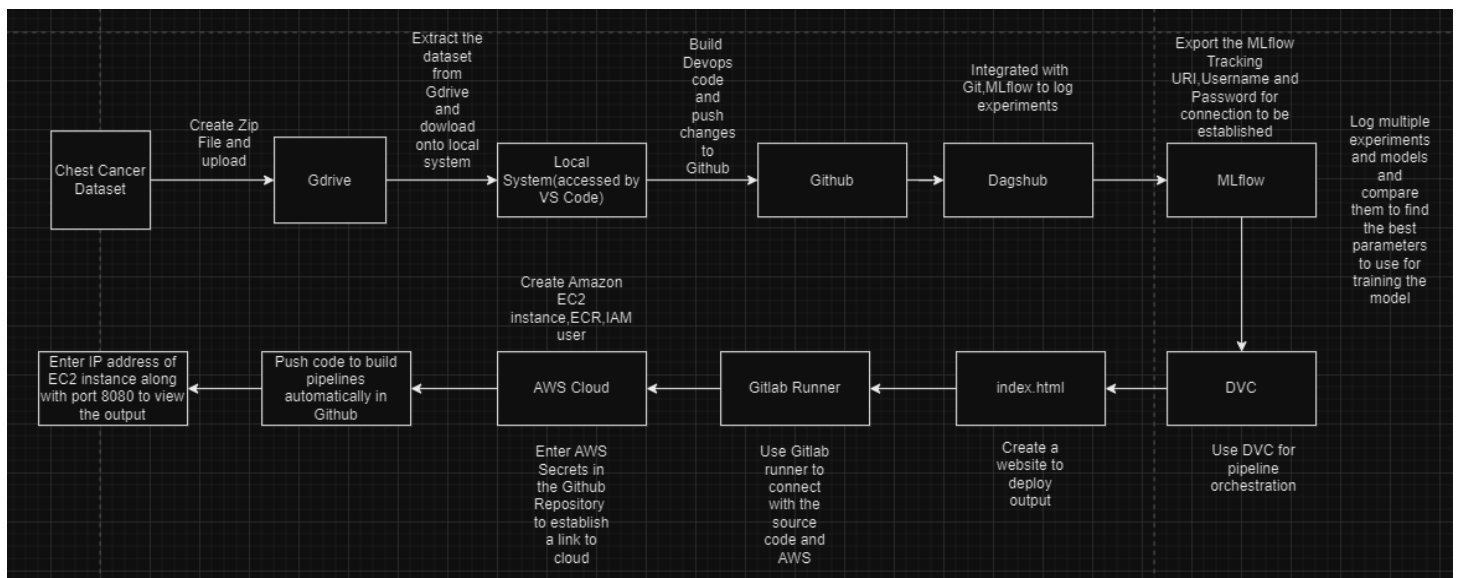 Chest Cancer
Dataset
Create Zip
File and
upload
Gdrive
Extract the
dataset
from
Gdrive
and
dowload
onto local
system
Local
System(accessed by
VS Code)
Build
Devops
code
and
push
changes
to
Github
Github
Integrated with
Git,MLflow to log
experiments
Dagshub
Export the MLflow
Tracking
URI,Username and
Password for
connection to be
established
MLflow
Log multiple
experiments
and models
and
compare
them to find
the best
parameters
to use for
training the
model
DVC
Use DVC for
pipeline
orchestration
index.html
Create a
website to
deploy
output
Gitlab Runner
Use Gitlab
runner to
connect
with the
source
code and
AWS
Create Amazon
EC2
instance,ECR,IAM
user
AWS Cloud
Enter AWS
Secrets in
the Github
Repository
to establish
a link to
cloud
Push code to build
pipelines
automatically in
Github
Enter IP address of
EC2 instance along
with port 8080 to view
the output